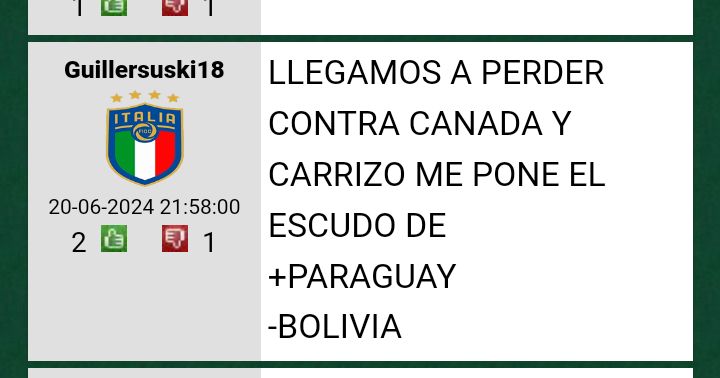 1 1
Guillersuski18
ITALIA
FIGC
20-06-2024 21:58:00
2 1
LLEGAMOS A PERDER
CONTRA CANADA Y
CARRIZO ME PONE EL
ESCUDO DE
+PARAGUAY
-BOLIVIA